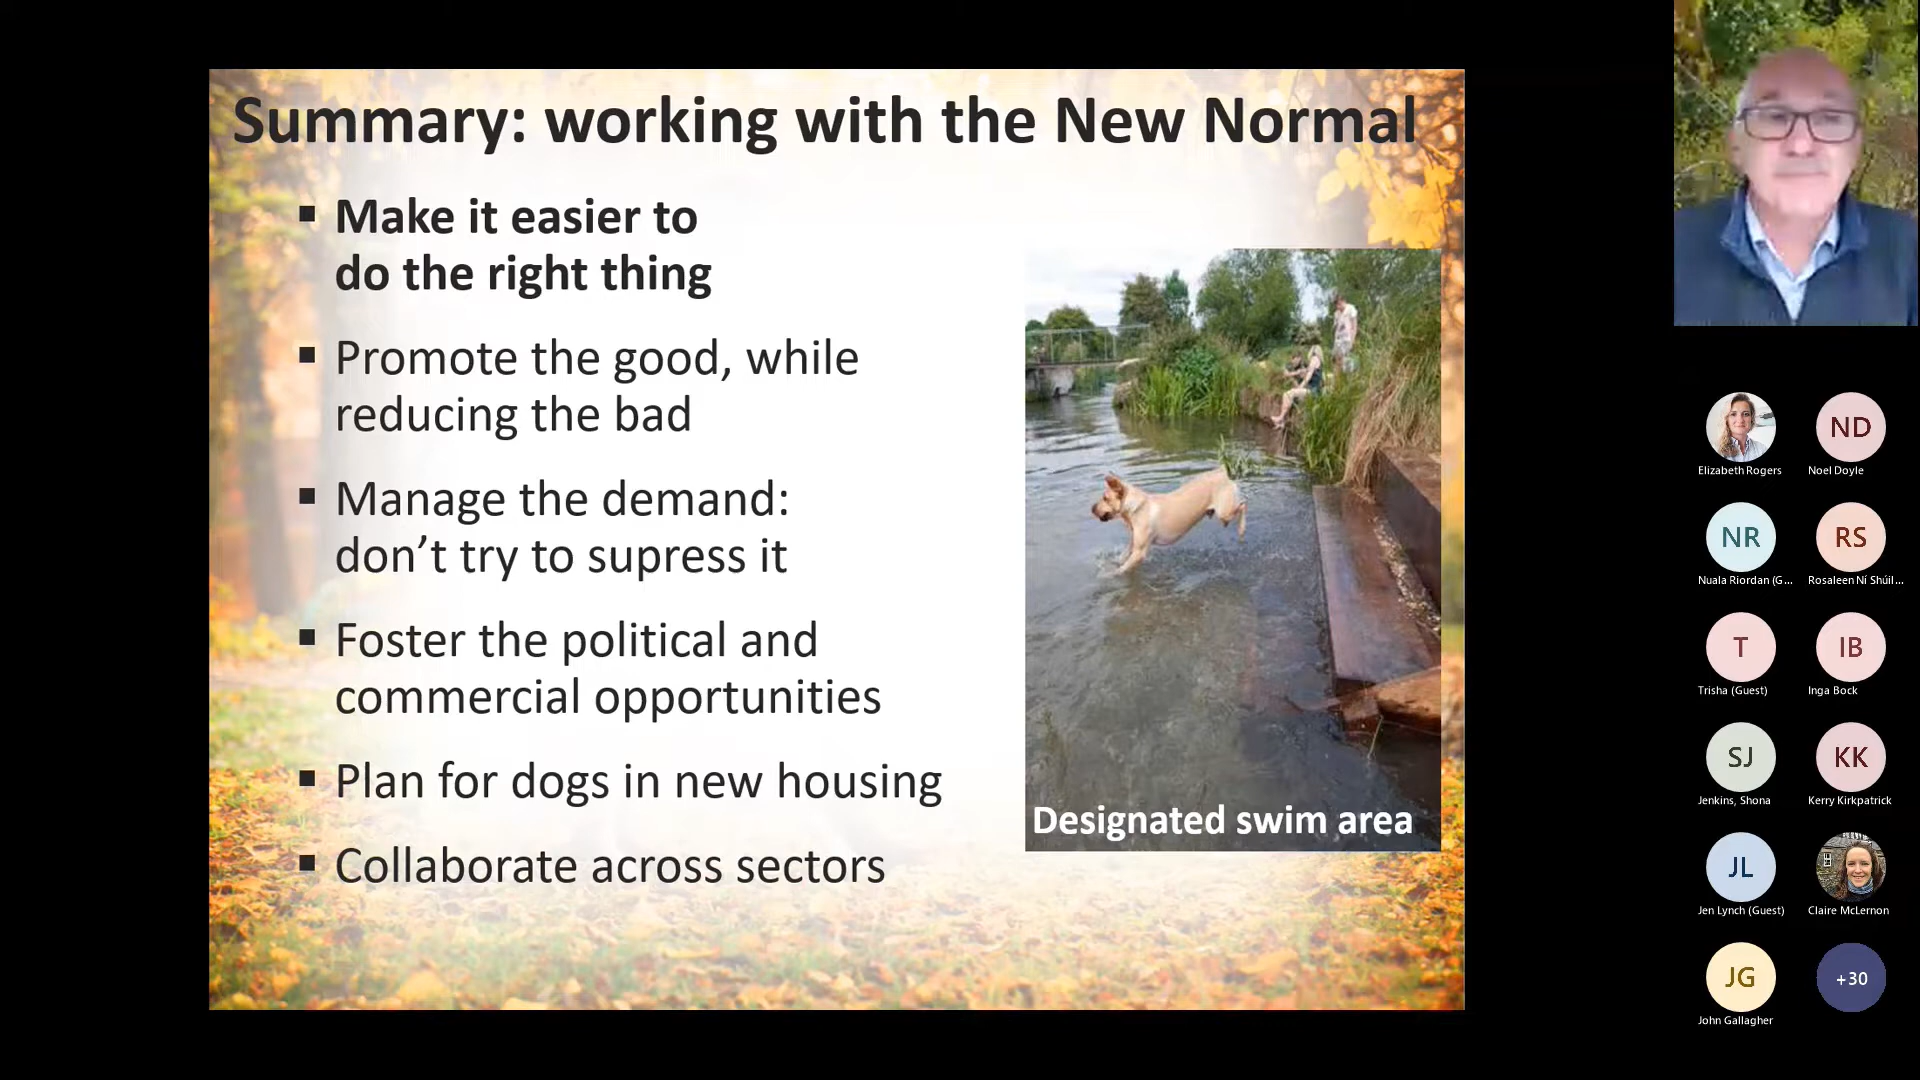 Summary: working with the New Normal
▪ Make it easier to
do the right thing
▪ Promote the good, while
reducing the bad
▪ Manage the demand:
don’t try to supress it
▪ Foster the political and
commercial opportunities
▪ Plan for dogs in new housing
▪ Collaborate across sectors
Designated swim area
Elizabeth Rogers
ND
Noel Doyle
NR
Nuala Riordan (G...
RS
Rosaleen Ní Shúil...
T
Trisha (Guest)
IB
Inga Bock
SJ
Jenkins, Shona
KK
Kerry Kirkpatrick
JL
Jen Lynch (Guest)
Claire McLernon
JG
John Gallagher
+30